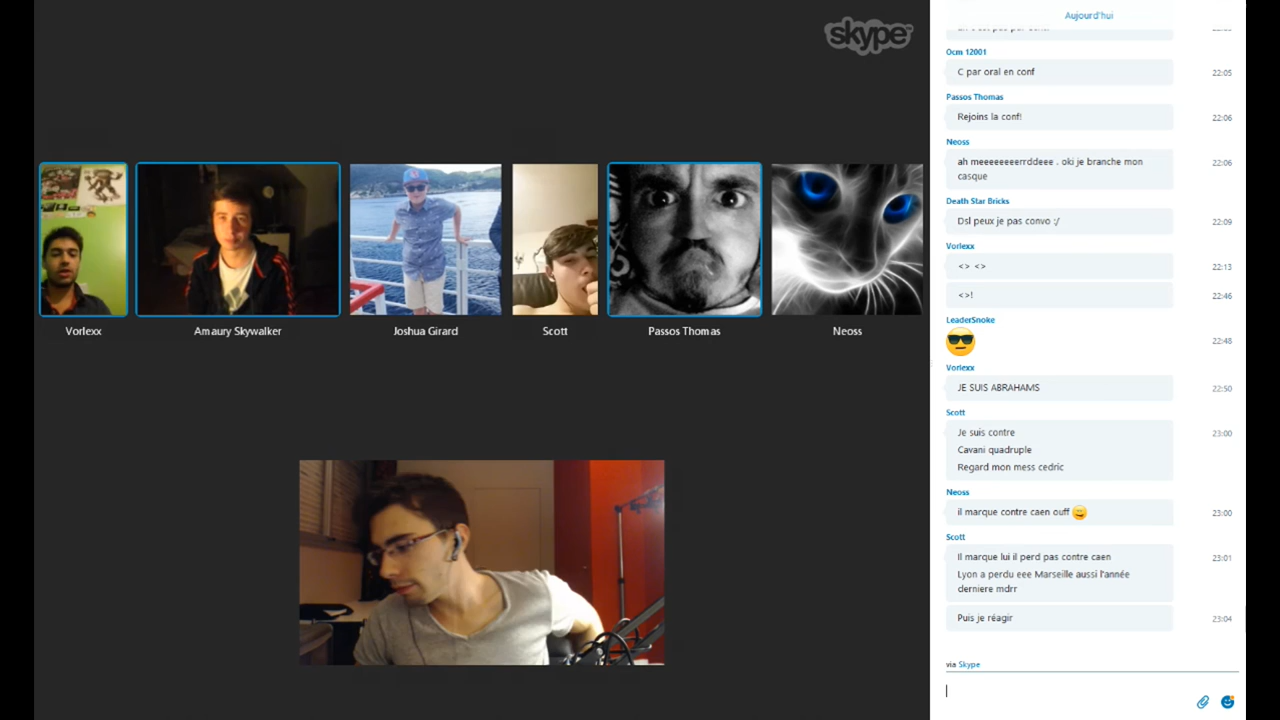 skype
Aujourd'hui
Ocm 12001
C par oral en conf
22:05
Passos Thomas
Rejoins la conf!
22:06
Neoss
ah meeeeeeerrddeee . oki je branche mon
casque
22:06
Death Star Bricks
Dsl peux je pas convo :/
22:09
Vorlexx
<> <>
22:13
<>!
22:46
LeaderSnoke
22:48
Vorlexx
JE SUIS ABRAHAMS
22:50
Scott
Je suis contre
23:00
Cavani quadruple
Regard mon mess cedric
Neoss
il marque contre caen ouff
23:00
Scott
Il marque lui il perd pas contre caen
23:01
Lyon a perdu eee Marseille aussi l'année
derniere mdrr
Puis je réagir
23:04
via Skype
Vorlexx
Amaury Skywalker
Joshua Girard
Scott
Passos Thomas
Neoss